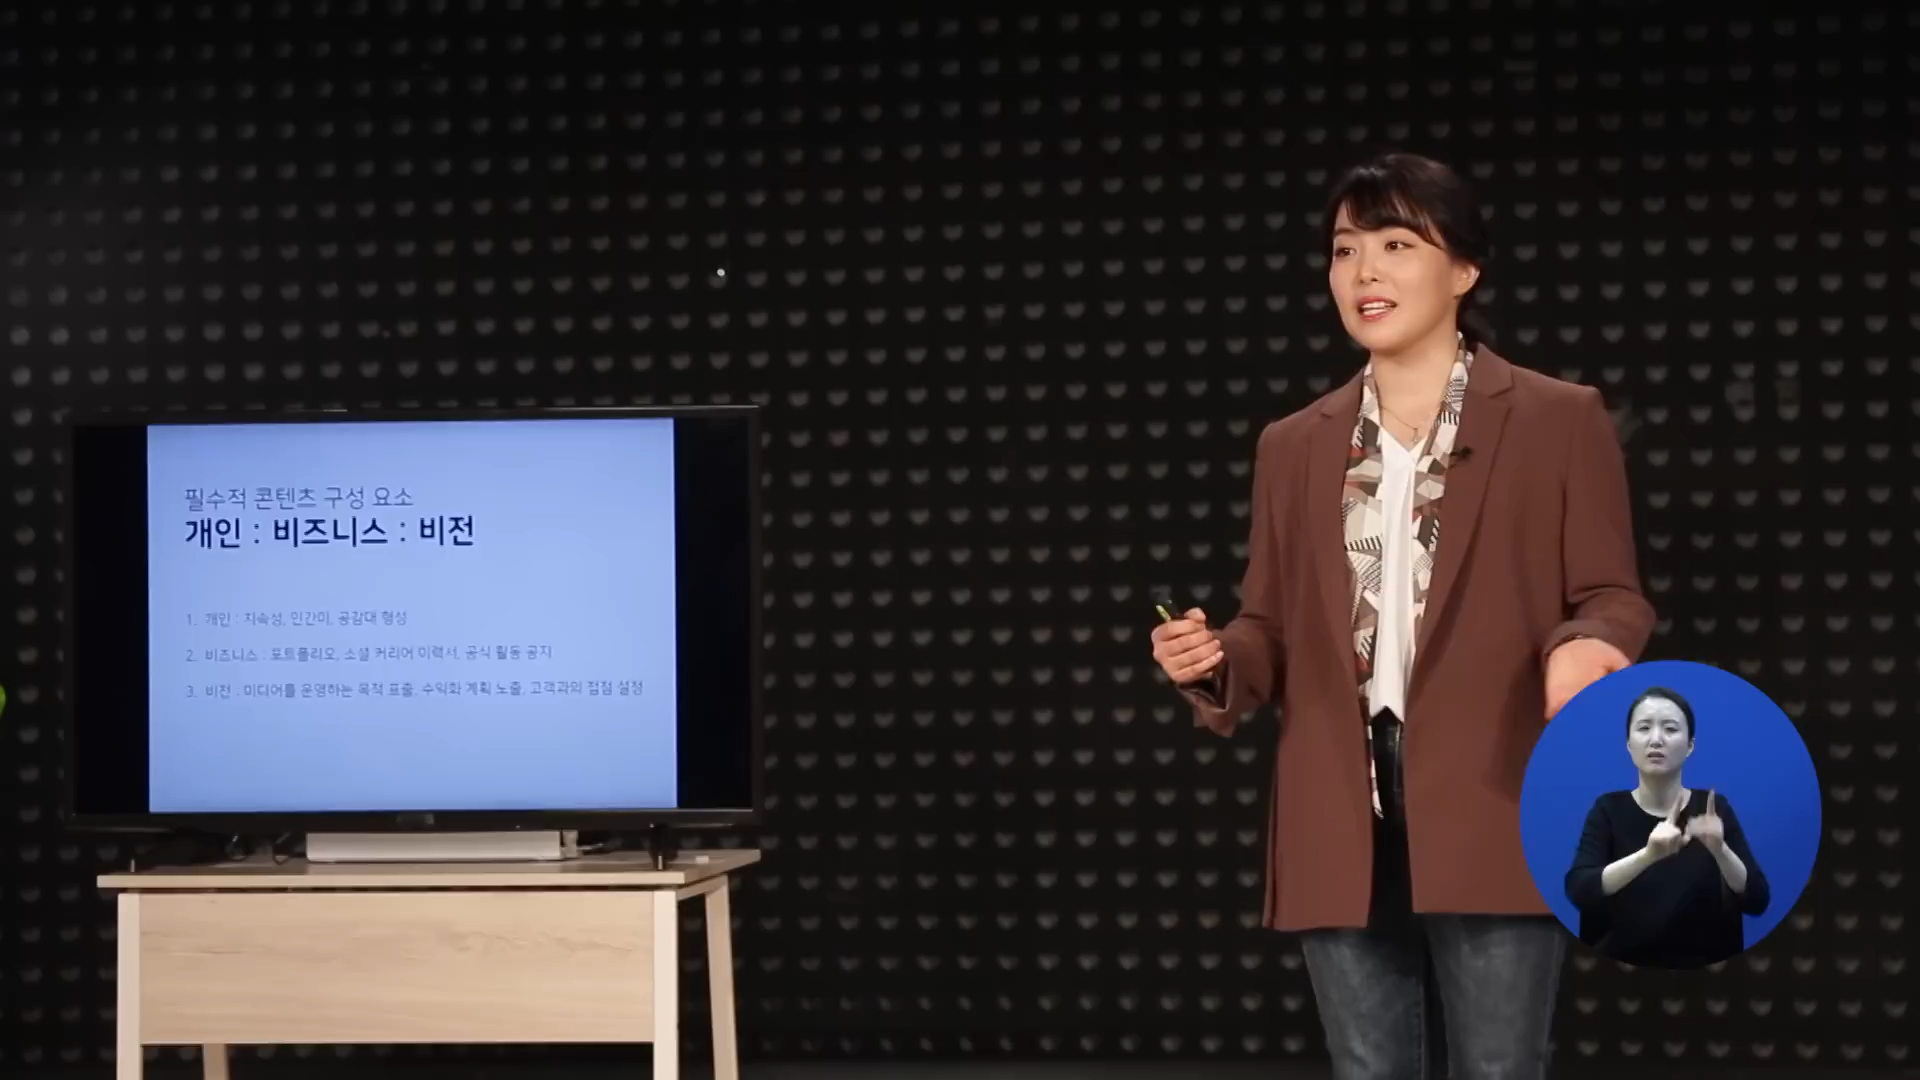 필수적 콘텐츠 구성 요소
개인 : 비즈니스 : 비전
1. 개인 : 지속성, 인간미, 공감대 형성
2. 비즈니스 : 포트폴리오, 소셜 커리어 이력서, 공식 활동 공지
3. 비전 : 미디어를 운영하는 목적 표출, 수익화 계획 노출, 고객과의 접점 설정